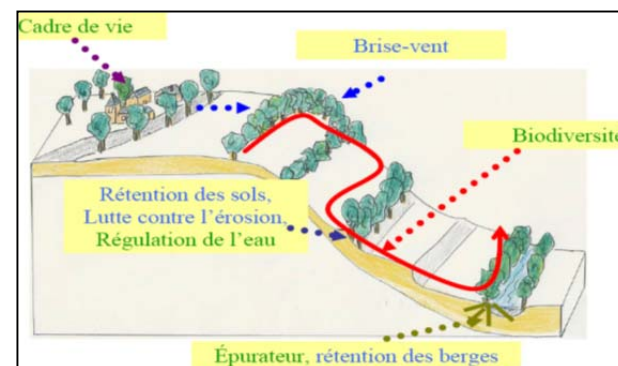 Cadre de vie
Brise-vent
Biodiversité
Rétention des sols,
Lutte contre l'érosion,
Régulation de l'eau
Épurateur, rétention des berges